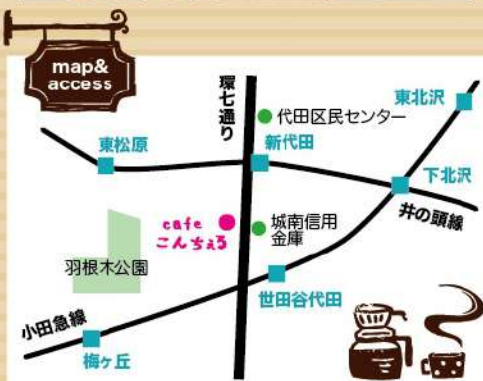 map&
access
環七通り
東北沢
代田区民センター
東松原
新代田
下北沢
井の頭線
cafe
こんちぇる
城南信用
金庫
羽根木公園
世田谷代田
小田急線
梅ヶ丘